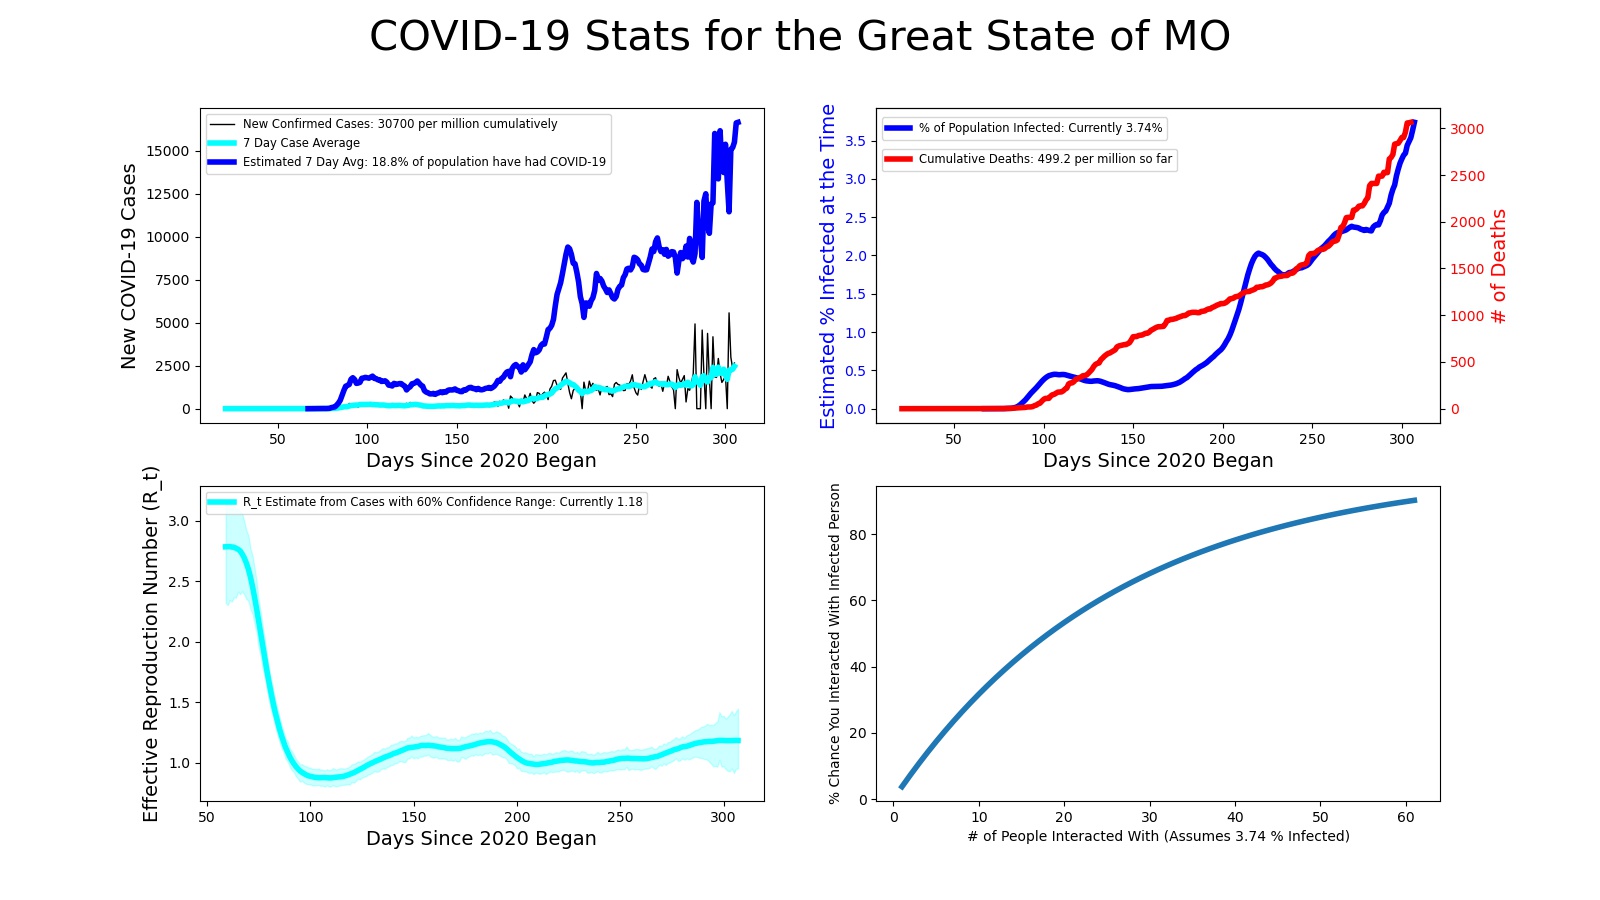 COVID-19 Stats for the Great State of MO
New COVID-19 Cases
15000
12500
10000
7500
5000
2500
0
New Confirmed Cases: 30700 per million cumulatively
7 Day Case Average
Estimated 7 Day Avg: 18.8% of population have had COVID-19
50 100 150 200 250 300
Days Since 2020 Began
Estimated % Infected at the Time
3.5
3.0
2.5
2.0
1.5
1.0
0.5
0.0
% of Population Infected: Currently 3.74%
Cumulative Deaths: 499.2 per million so far
3000
2500
2000
1500
1000
500
0
# of Deaths
50 100 150 200 250 300
Days Since 2020 Began
Effective Reproduction Number (R_t)
3.0
2.5
2.0
1.5
1.0
R_t Estimate from Cases with 60% Confidence Range: Currently 1.18
50 100 150 200 250 300
Days Since 2020 Began
% Chance You Interacted With Infected Person
80
60
40
20
0
0 10 20 30 40 50 60
# of People Interacted With (Assumes 3.74 % Infected)